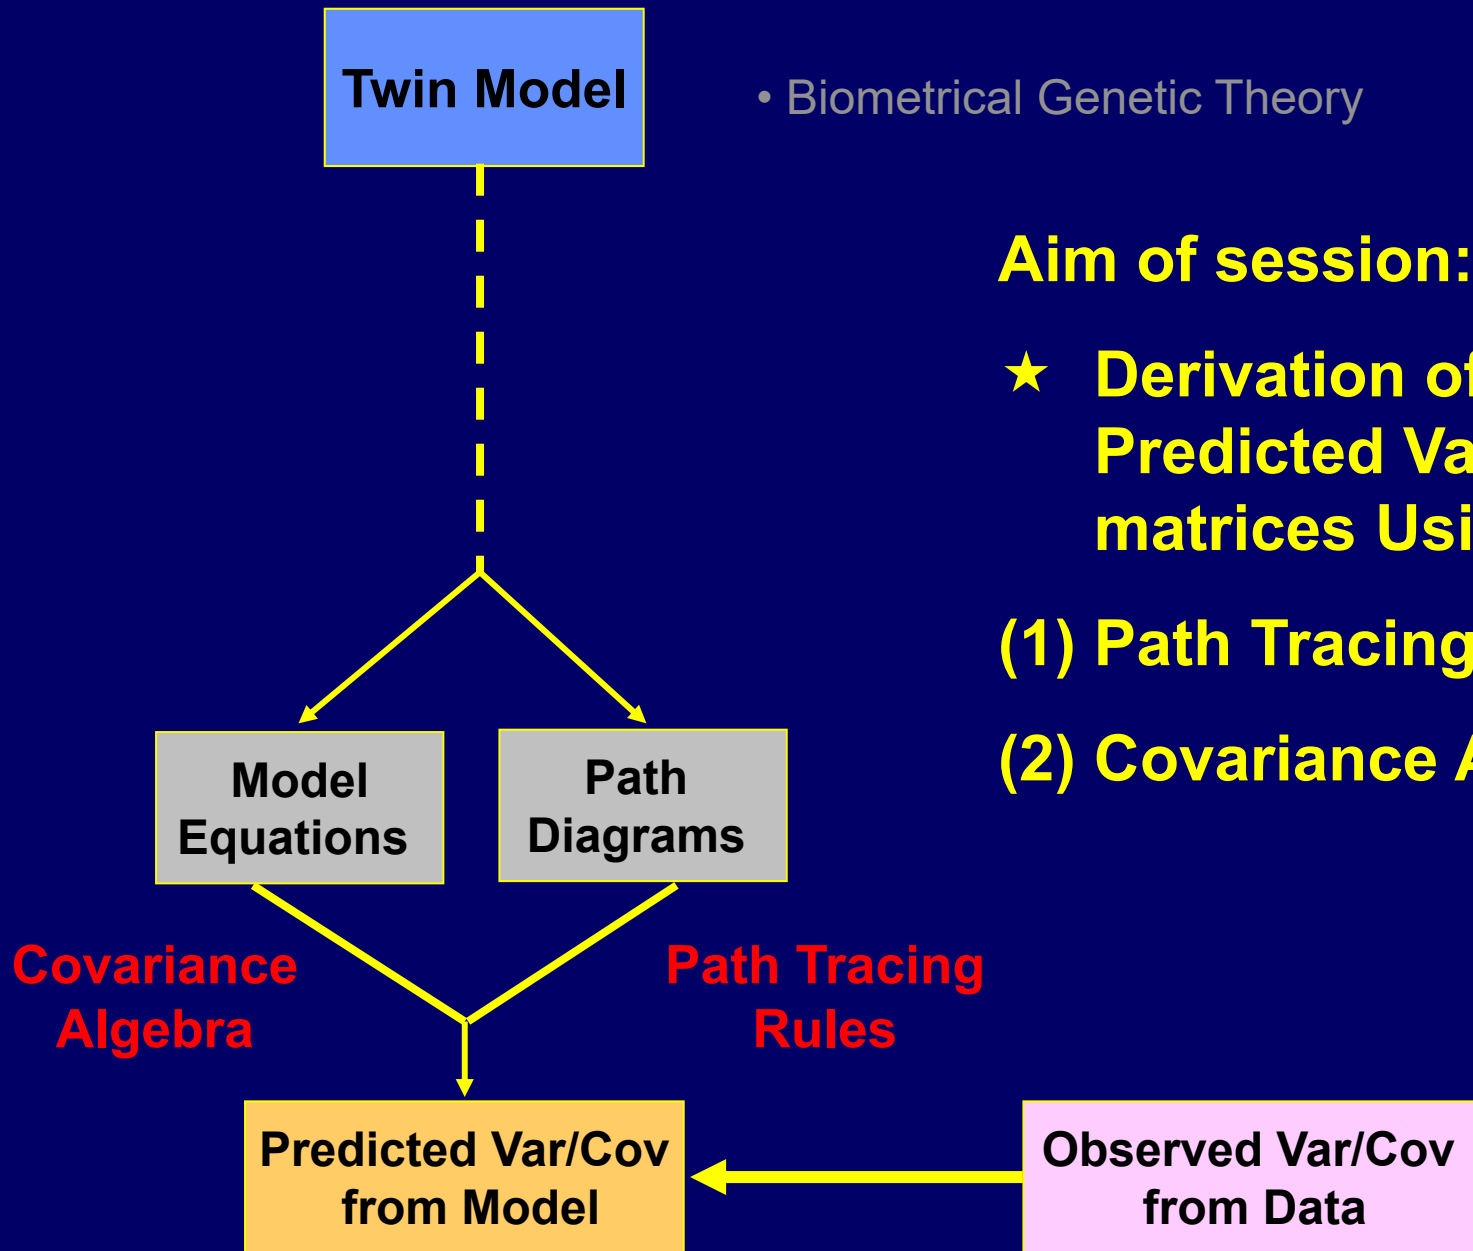 Twin Model
• Biometrical Genetic Theory
Aim of session:
★ Derivation of
Predicted Va
matrices Usi
(1) Path Tracing
(2) Covariance A
Model
Equations
Path
Diagrams
Covariance
Algebra
Path Tracing
Rules
Predicted Var/Cov
from Model
Observed Var/Cov
from Data